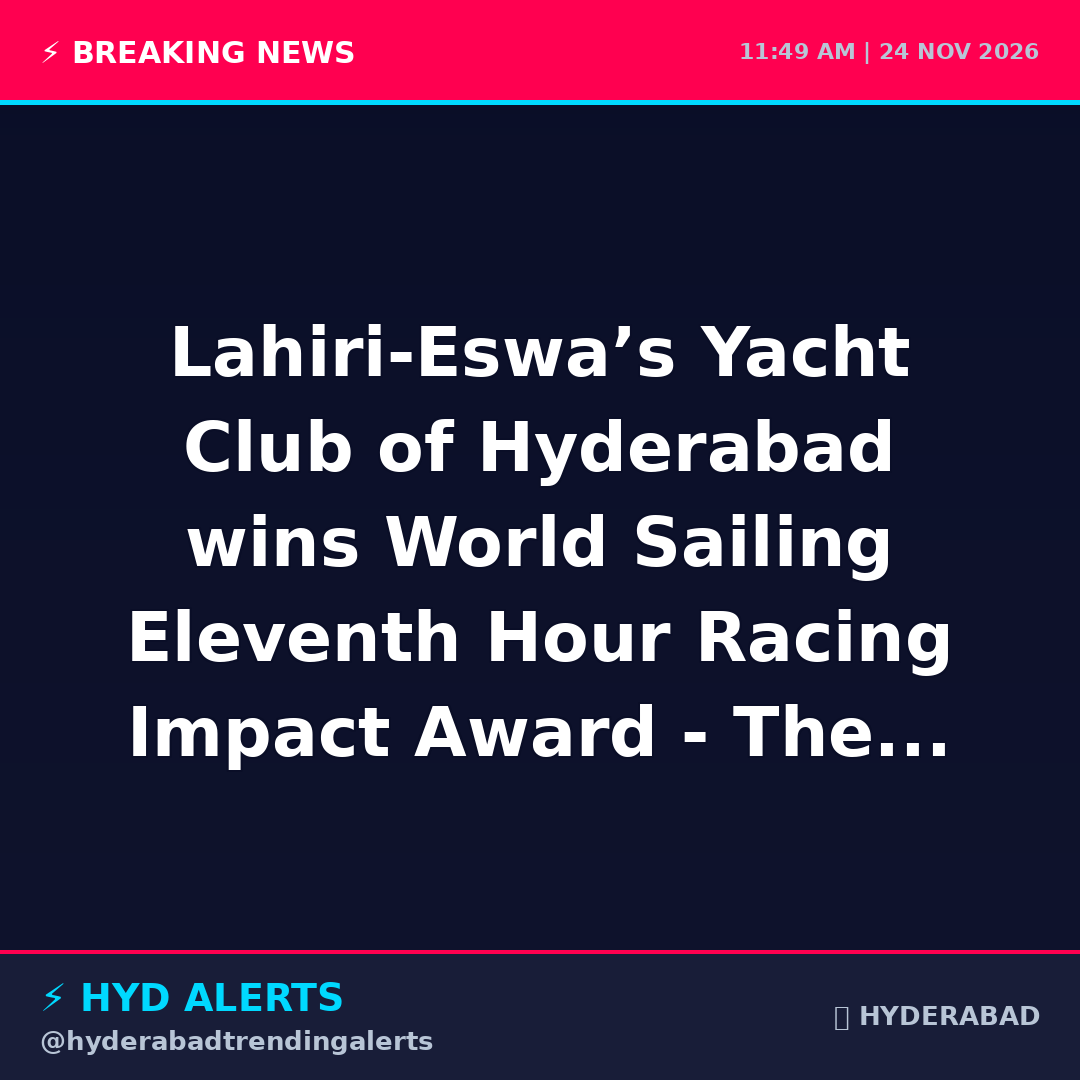 ⚡ BREAKING NEWS
11:49 AM | 24 NOV 2026
Lahiri-Eswa’s Yacht
Club of Hyderabad
wins World Sailing
Eleventh Hour Racing
Impact Award - The...
⚡ HYD ALERTS
@hyderabadtrendingalerts
HYDERABAD